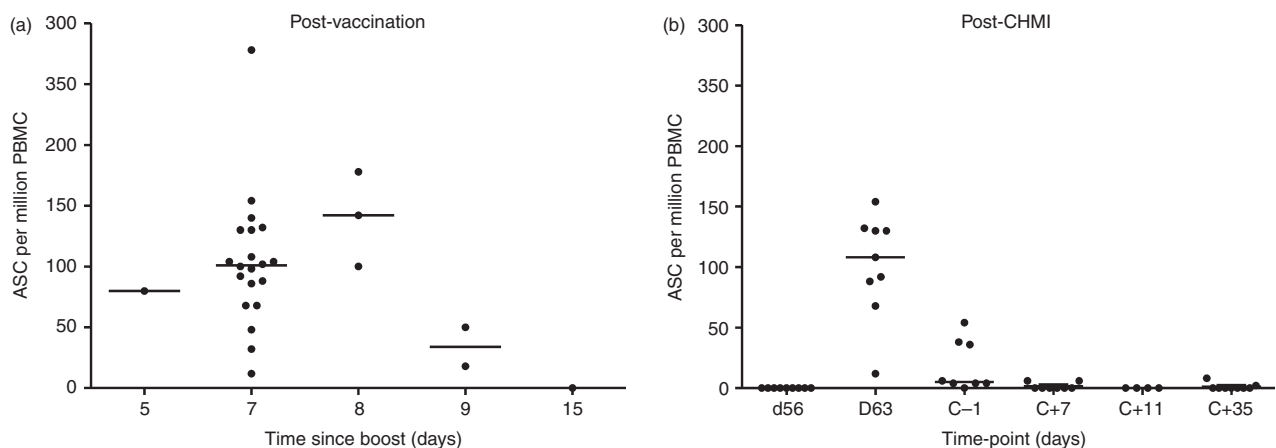 (a)
Post-vaccination
300
350
300
250
200
150
100
50
0
ASC per million PBMC
5
7
8
9
15
Time since boost (days)
(b)
Post-CHMI
300
350
200
150
100
50
0
ASC per million PBMC
d56
D63
C–1
C+7
C+11
C+35
Time-point (days)